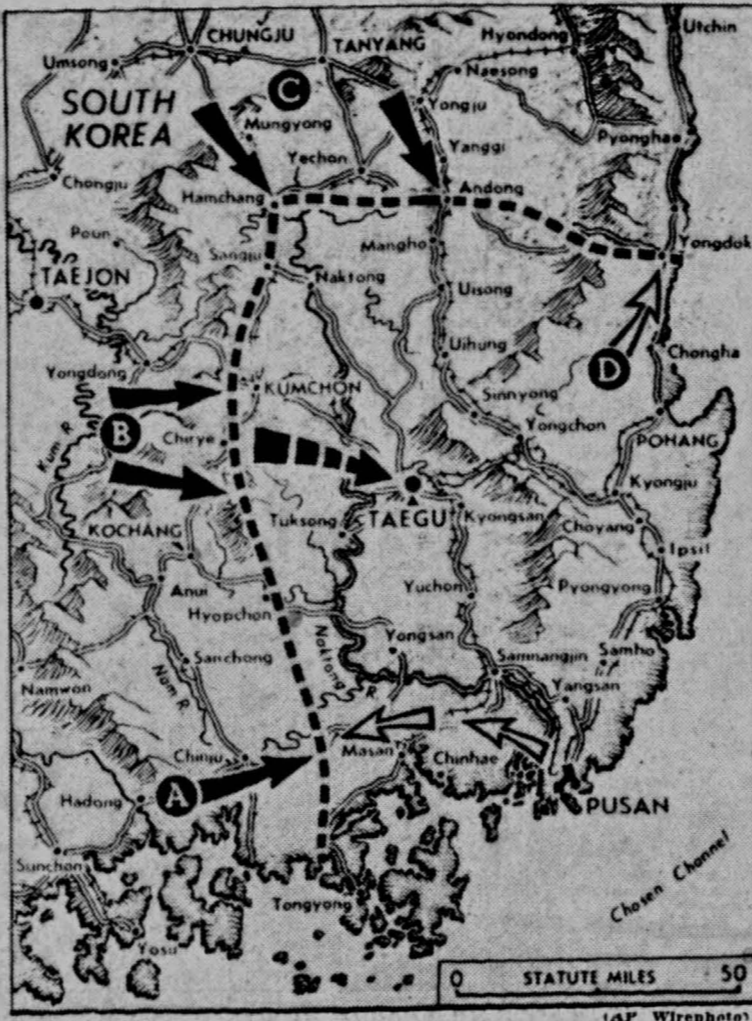 Utchin
CHUNGJU
TANYANG
Hyondong
Umsong
Naesong
C
SOUTH
KOREA
Yongju
Mungyong
Pyongha
Yanggi
Yechon
Chongju
Hamchang
Andong
Poun
Mangho
Yongdok
Sangju
Naktong
TAEJON
Uisong
Uihung
Chongha
Yongdong
D
KUMCHON
Sinnyong
B
Yongchon
POHANG
Kum R.
Chirye
Kyongju
TAEGU
Kyongsan
KOCHANG
Tuksong
Choyang
Ipsil
Anui
Yuchon
Pyongyong
Hyopchon
Yongsan
Sanchong
Naktong R.
Samnangjin
Samho
Nam R.
Namwon
Yangsan
Chinju
Masan
Chinhae
A
Hadong
PUSAN
Sunchon
Chosen Channel
Tongyong
Yosu
0 STATUTE MILES 50
(AP Wirephoto)